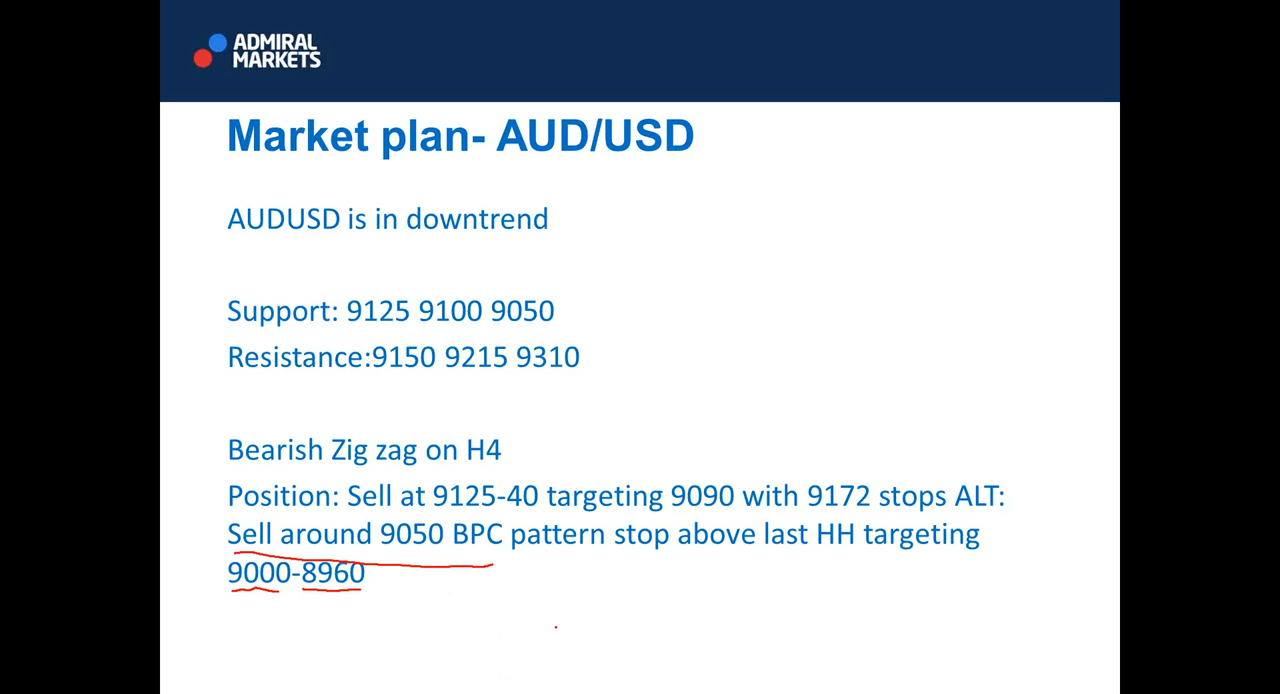 ADMIRAL
MARKETS
Market plan- AUD/USD
AUDUSD is in downtrend
Support: 9125 9100 9050
Resistance:9150 9215 9310
Bearish Zig zag on H4
Position: Sell at 9125-40 targeting 9090 with 9172 stops ALT:
Sell around 9050 BPC pattern stop above last HH targeting
9000-8960